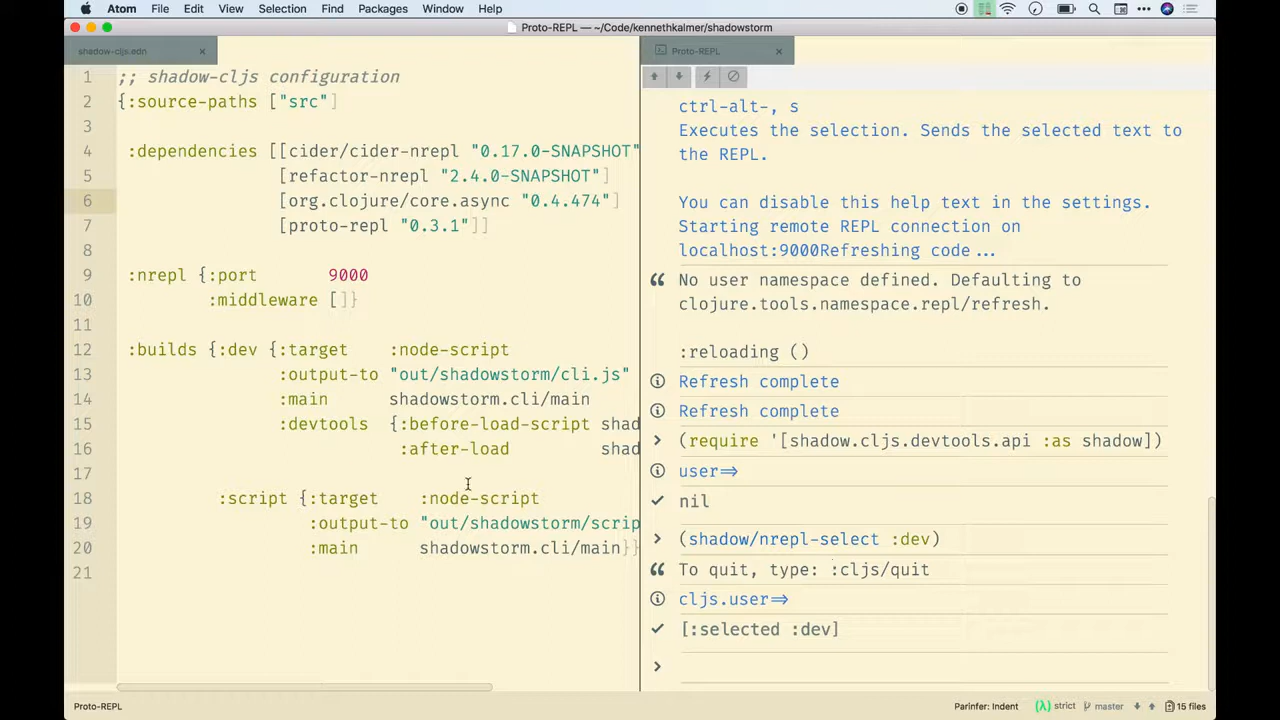 Atom File Edit View Selection Find Packages Window Help
Proto-REPL — ~/Code/kennethkalmer/shadowstorm
shadow-cljs.edn
Proto-REPL
1 ;; shadow-cljs configuration
2 {:source-paths ["src"]
3
4 :dependencies [[cider/cider-nrepl "0.17.0-SNAPSHOT"
5 [refactor-nrepl "2.4.0-SNAPSHOT"]
6 [org.clojure/core.async "0.4.474"]
7 [proto-repl "0.3.1"]]
8
9 :nrepl {:port 9000
10 :middleware []}
11
12 :builds {:dev {:target :node-script
13 :output-to "out/shadowstorm/cli.js"
14 :main shadowstorm.cli/main
15 :devtools {:before-load-script shad
16 :after-load shad
17
18 :script {:target :node-script
19 :output-to "out/shadowstorm/scrip
20 :main shadowstorm.cli/main}}
21
ctrl-alt-, s
Executes the selection. Sends the selected text to
the REPL.
You can disable this help text in the settings.
Starting remote REPL connection on
localhost:9000Refreshing code...
No user namespace defined. Defaulting to
clojure.tools.namespace.repl/refresh.
:reloading ()
Refresh complete
Refresh complete
(require '[shadow.cljs.devtools.api :as shadow])
user=>
nil
(shadow/nrepl-select :dev)
To quit, type: :cljs/quit
cljs.user=>
[:selected :dev]
Proto-REPL
Parinfer: Indent (λ) strict master 15 files